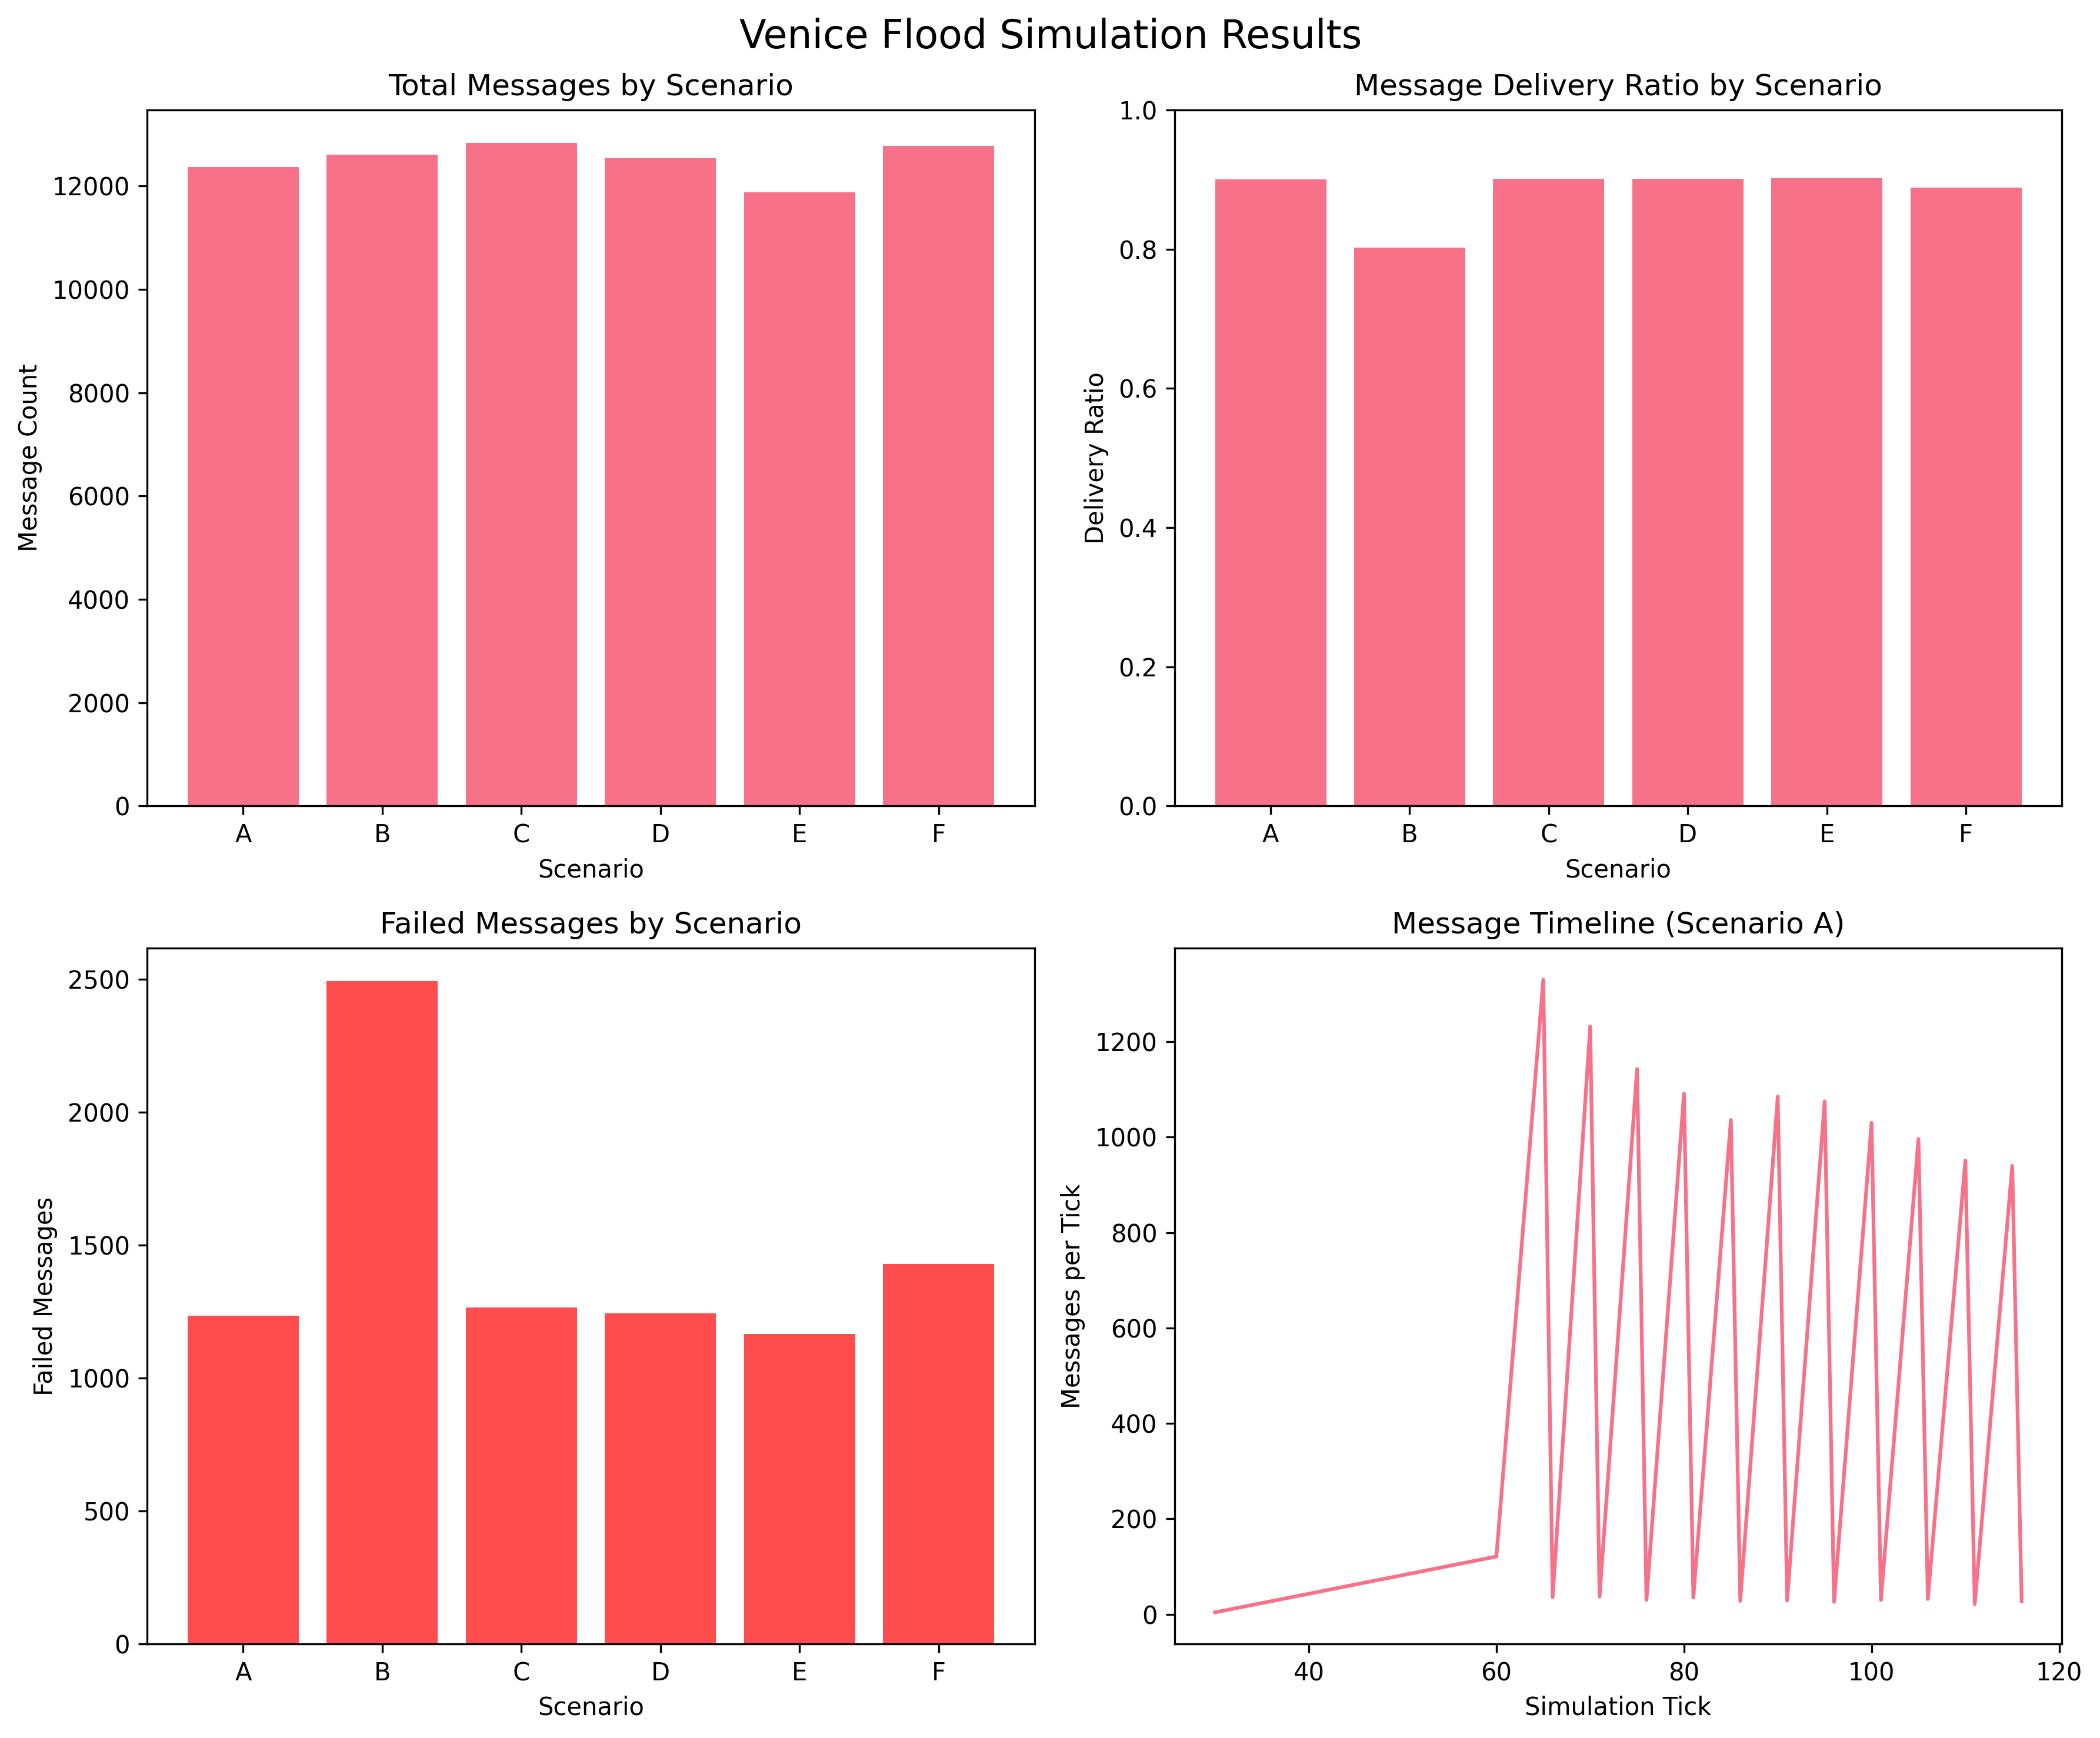 Venice Flood Simulation Results
Total Messages by Scenario
Message Count
12000
10000
8000
6000
4000
2000
0
A B C D E F
Scenario
Message Delivery Ratio by Scenario
Delivery Ratio
1.0
0.8
0.6
0.4
0.2
0.0
A B C D E F
Scenario
Failed Messages by Scenario
Failed Messages
2500
2000
1500
1000
500
0
A B C D E F
Scenario
Message Timeline (Scenario A)
Messages per Tick
1200
1000
800
600
400
200
0
40 60 80 100 120
Simulation Tick